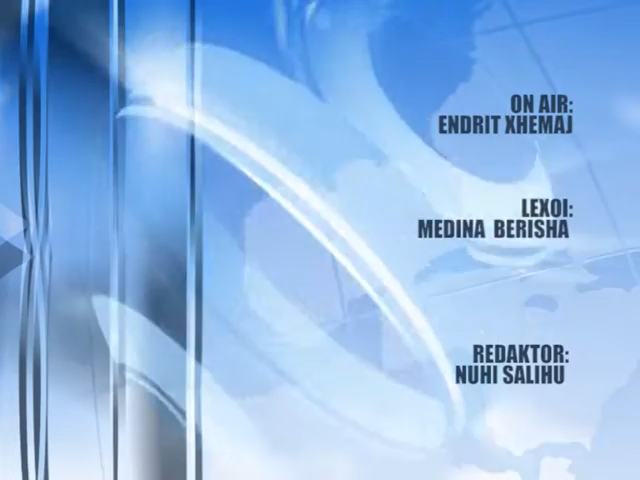 ON AIR:
ENDRIT XHEMAJ
LEXOI:
MEDINA BERISHA
REDAKTOR:
NUHI SALIHU